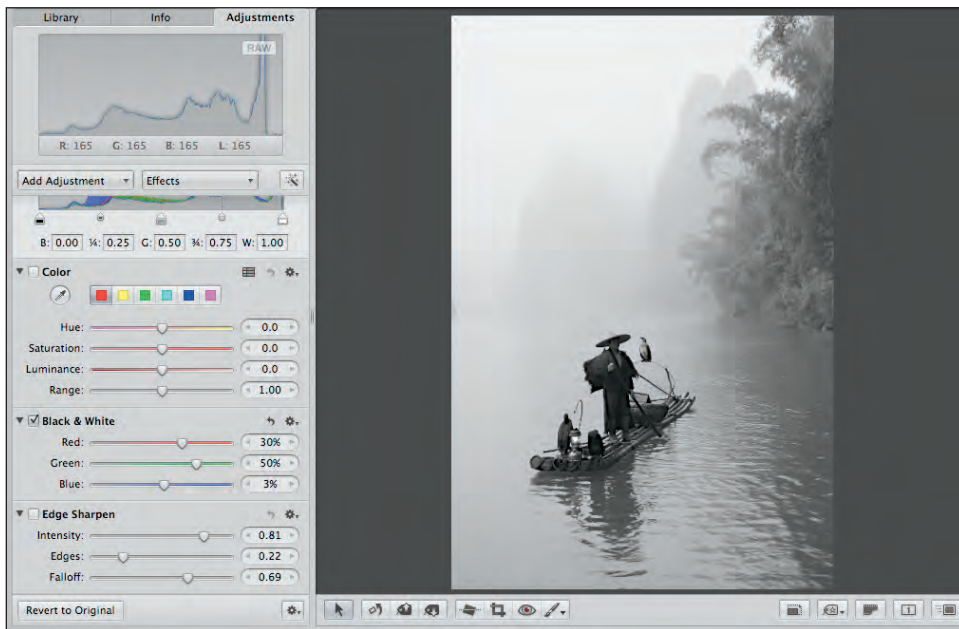 Library Info Adjustments
RAW
R: 165 G: 165 B: 165 L: 165
Add Adjustment Effects
B: 0.00 ¼: 0.25 G: 0.50 ¾: 0.75 W: 1.00
Color
Hue: 0.0
Saturation: 0.0
Luminance: 0.0
Range: 1.00
Black & White
Red: 30%
Green: 50%
Blue: 3%
Edge Sharpen
Intensity: 0.81
Edges: 0.22
Falloff: 0.69
Revert to Original
1